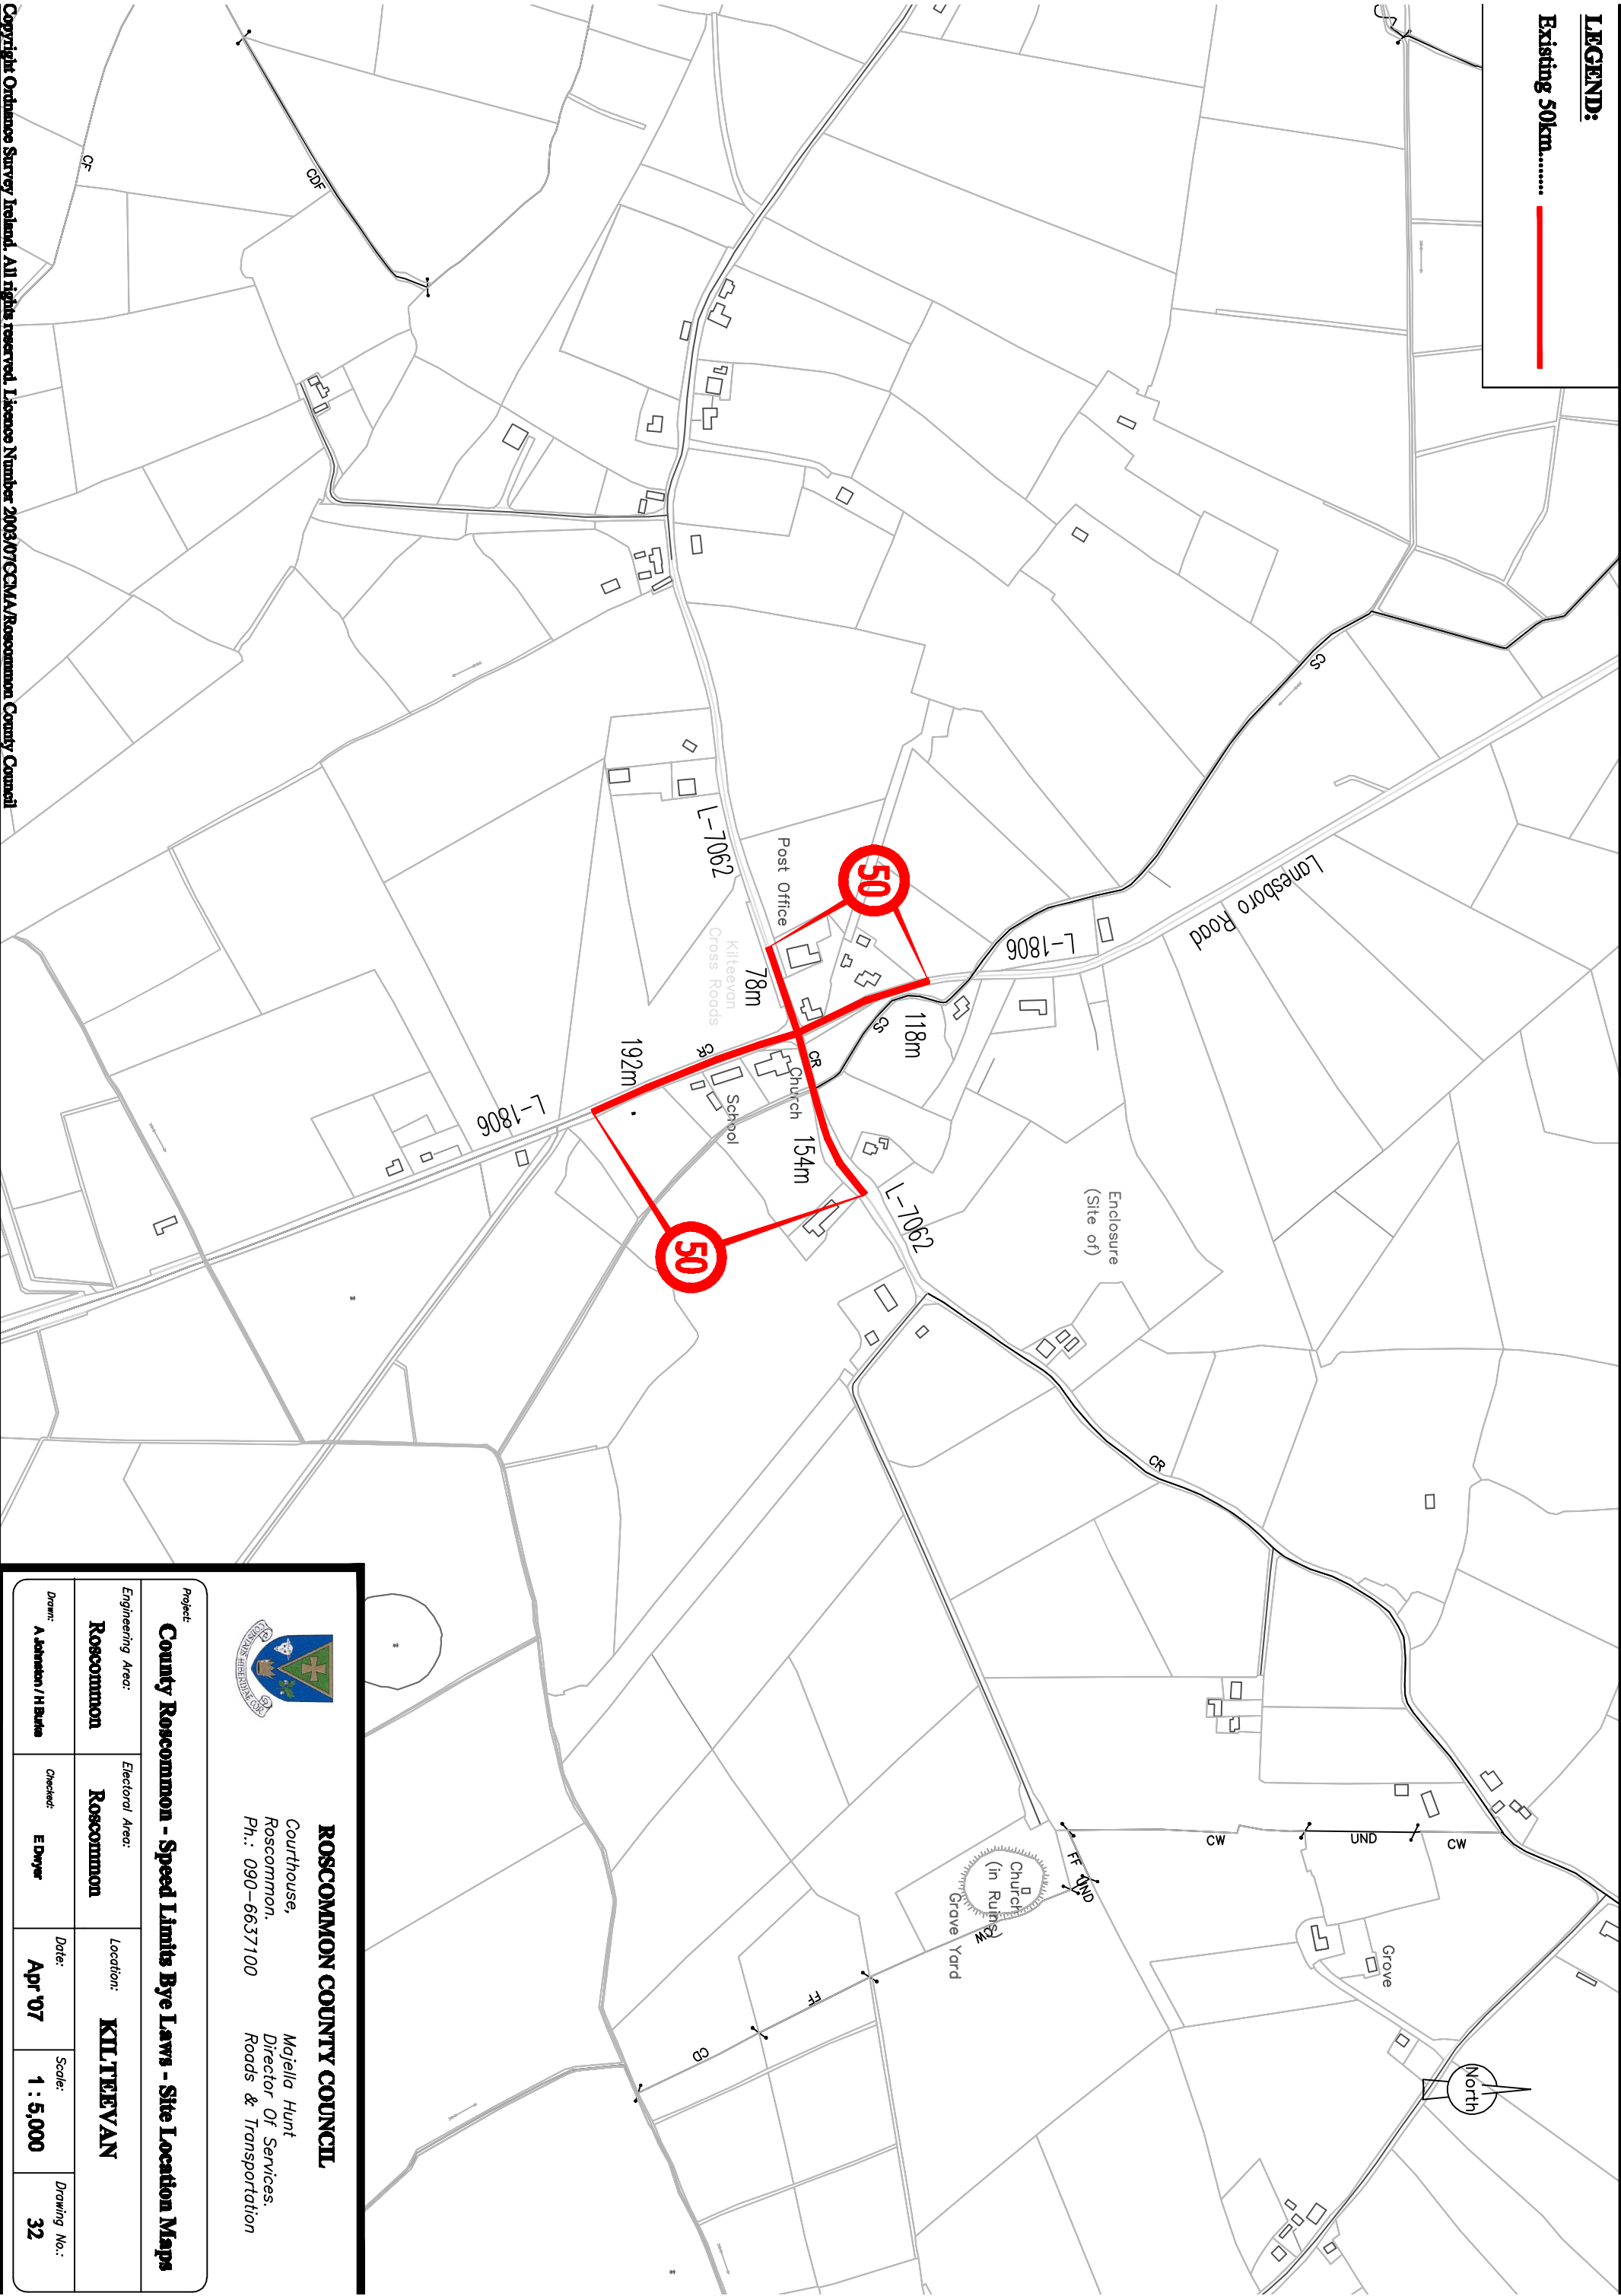 LEGEND:
Existing 50km.........
Lanesboro Road
L-1806
CS
CS
50
Post Office
L-7062
Kilteevan
Cross Roads
78m
118m
CR
Church
CR
192m
School
154m
L-1806
L-7062
50
Enclosure
(Site of)
CDF
CF
CR
CW
UND
CW
FF
UND
Church
(in Ruins)
CW
Grave Yard
Grove
FF
CD
North
ROSCOMMON COUNTY COUNCIL
Courthouse,
Roscommon.
Ph.: 090-6637100
Majella Hunt
Director Of Services.
Roads & Transportation
Project:
County Roscommon - Speed Limits Bye Laws - Site Location Maps
Engineering Area:
Roscommon
Electoral Area:
Roscommon
Location:
KILTEEVAN
Drawn:
A Johnston / H Burke
Checked:
E Dwyer
Date:
Apr '07
Scale:
1 : 5,000
Drawing No.:
32
Copyright Ordnance Survey Ireland. All rights reserved. Licence Number 2003/07CCMA/Roscommon County Council